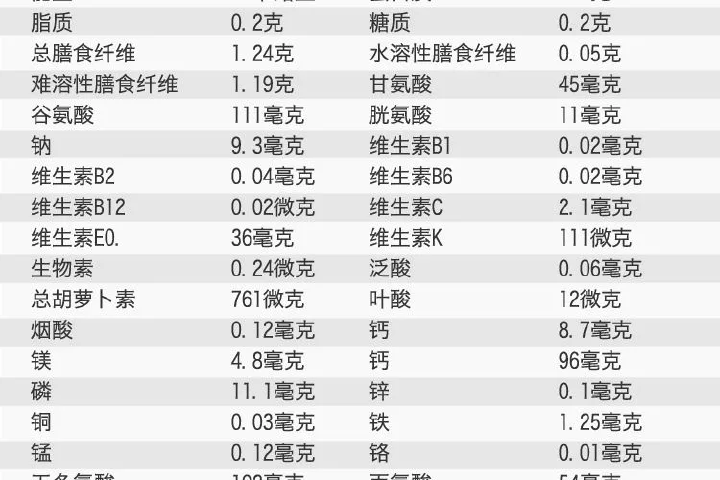 脂质 0.2克 糖质 0.2克
总膳食纤维 1.24克 水溶性膳食纤维 0.05克
难溶性膳食纤维 1.19克 甘氨酸 45毫克
谷氨酸 111毫克 胱氨酸 11毫克
钠 9.3毫克 维生素B1 0.02毫克
维生素B2 0.04毫克 维生素B6 0.02毫克
维生素B12 0.02微克 维生素C 2.1毫克
维生素E0. 36毫克 维生素K 111微克
生物素 0.24微克 泛酸 0.06毫克
总胡萝卜素 761微克 叶酸 12微克
烟酸 0.12毫克 钙 8.7毫克
镁 4.8毫克 钙 96毫克
磷 11.1毫克 锌 0.1毫克
铜 0.03毫克 铁 1.25毫克
锰 0.12毫克 铬 0.01毫克